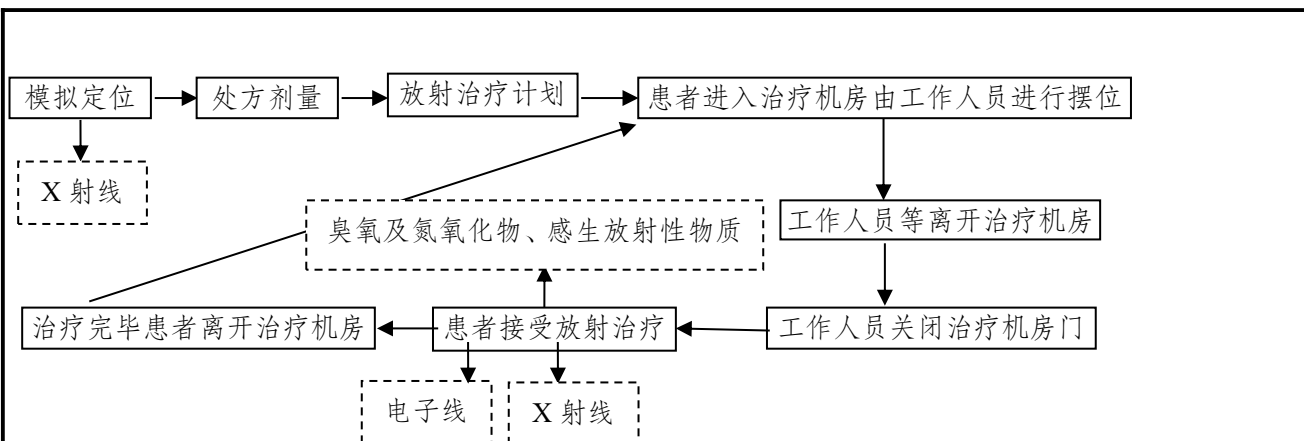 模拟定位
处方剂量
放射治疗计划
患者进入治疗机房由工作人员进行摆位
X 射线
臭氧及氮氧化物、感生放射性物质
工作人员等离开治疗机房
治疗完毕患者离开治疗机房
患者接受放射治疗
工作人员关闭治疗机房门
电子线
X 射线